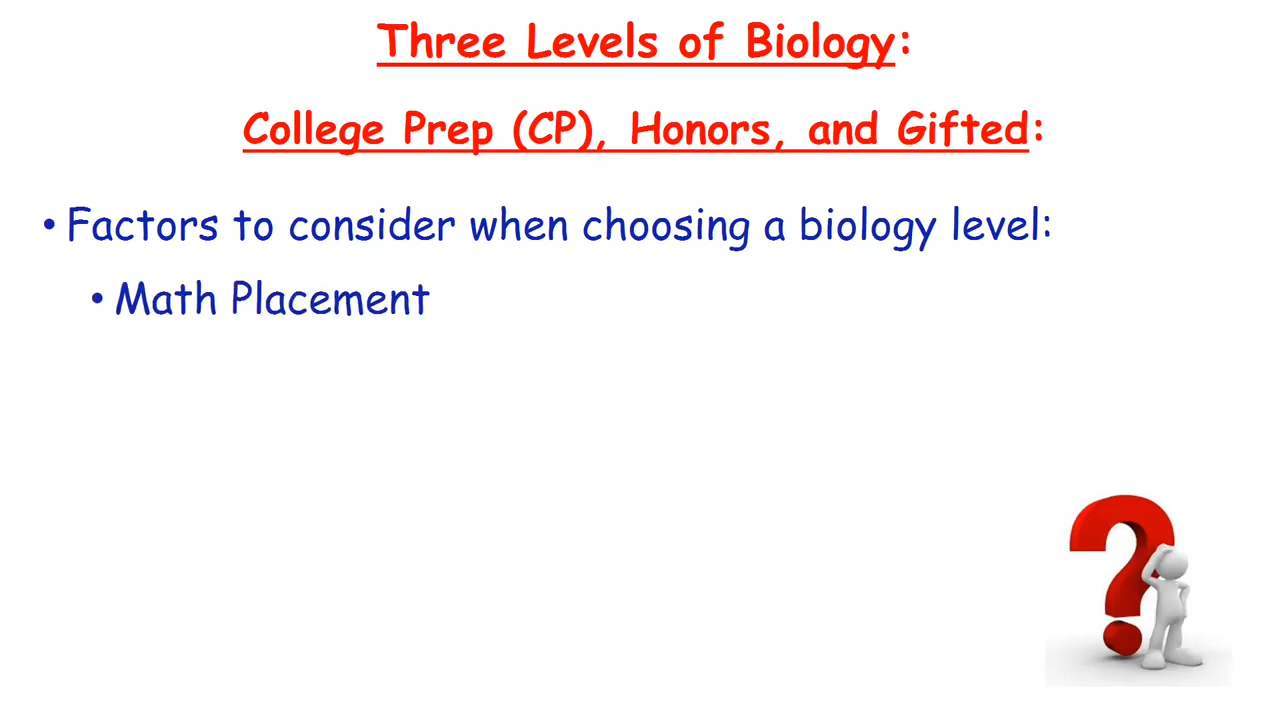 Three Levels of Biology:
College Prep (CP), Honors, and Gifted:
• Factors to consider when choosing a biology level:
• Math Placement